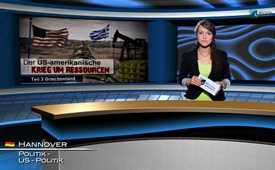 Der US-amerikanische
KRIEG UM RESSOURCEN
Teil 3 Griechenland
HANNOVER
POLITIK -
US - POLITIK